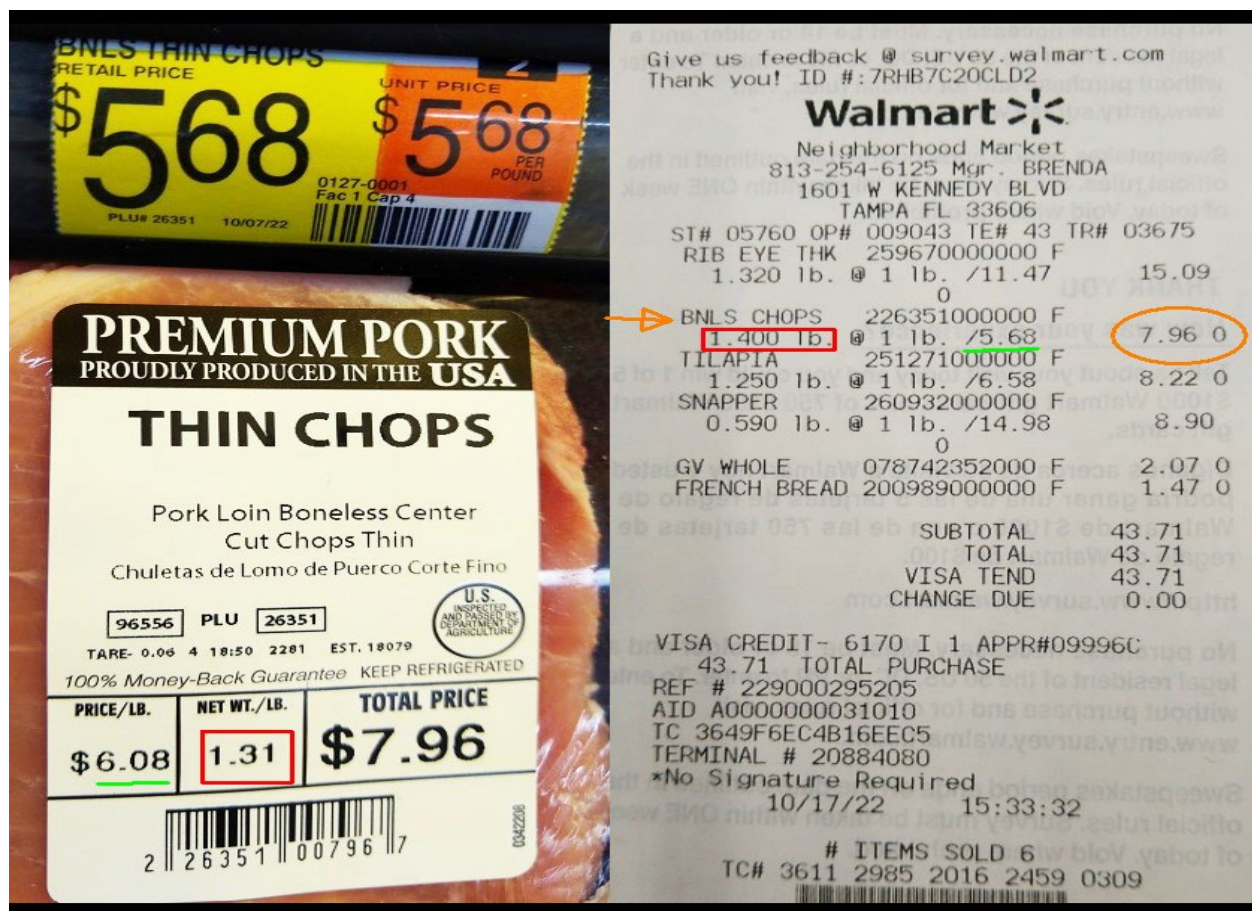 BNLS THIN CHOPS
RETAIL PRICE
$5 68
UNIT PRICE
$5 68
PER
POUND
0127-0001
Fac 1 Cap 4
PLU# 26351 10/07/22
PREMIUM PORK
PROUDLY PRODUCED IN THE USA
THIN CHOPS
Pork Loin Boneless Center
Cut Chops Thin
Chuletas de Lomo de Puerco Corte Fino
96556 PLU 26351
U.S.
INSPECTED
AND PASSED BY
DEPARTMENT OF
AGRICULTURE
TARE- 0.06 4 18:50 2281 EST. 18079
100% Money-Back Guarantee KEEP REFRIGERATED
PRICE/LB. NET WT./LB. TOTAL PRICE
$6.08 1.31 $7.96
2 26351 00796 7
0342208
Give us feedback @ survey.walmart.com
Thank you! ID #:7RHB7C20CLD2
Walmart
Neighborhood Market
813-254-6125 Mgr. BRENDA
1601 W KENNEDY BLVD
TAMPA FL 33606
ST# 05760 OP# 009043 TE# 43 TR# 03675
RIB EYE THK 259670000000 F
1.320 lb. @ 1 lb. /11.47 15.09
0
BNLS CHOPS 226351000000 F
1.400 lb. @ 1 lb. /5.68 7.96 0
TILAPIA 251271000000 F
1.250 lb. @ 1 lb. /6.58 8.22 0
SNAPPER 260932000000 F
0.590 lb. @ 1 lb. /14.98 8.90
0
GV WHOLE 078742352000 F 2.07 0
FRENCH BREAD 200989000000 F 1.47 0
SUBTOTAL 43.71
TOTAL 43.71
VISA TEND 43.71
CHANGE DUE 0.00
VISA CREDIT- 6170 I 1 APPR#09996C
43.71 TOTAL PURCHASE
REF # 229000295205
AID A0000000031010
TC 3649F6EC4B16EEC5
TERMINAL # 20884080
*No Signature Required
10/17/22 15:33:32
# ITEMS SOLD 6
TC# 3611 2985 2016 2459 0309